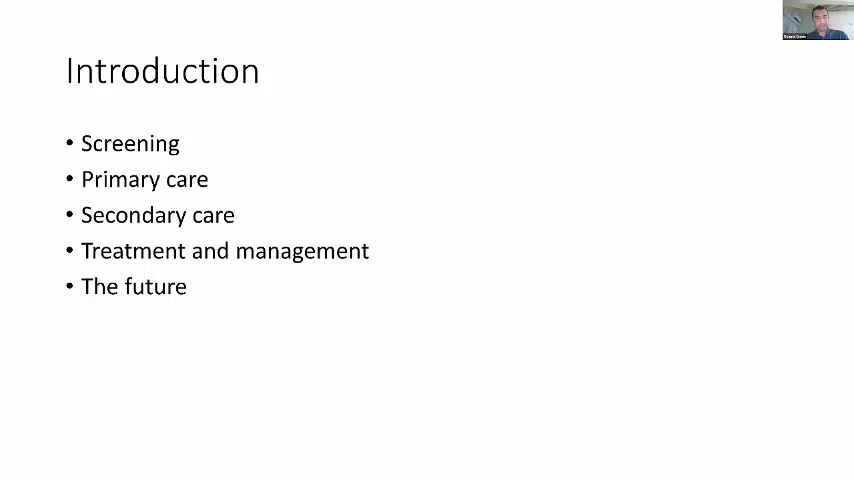 Introduction
• Screening
• Primary care
• Secondary care
• Treatment and management
• The future